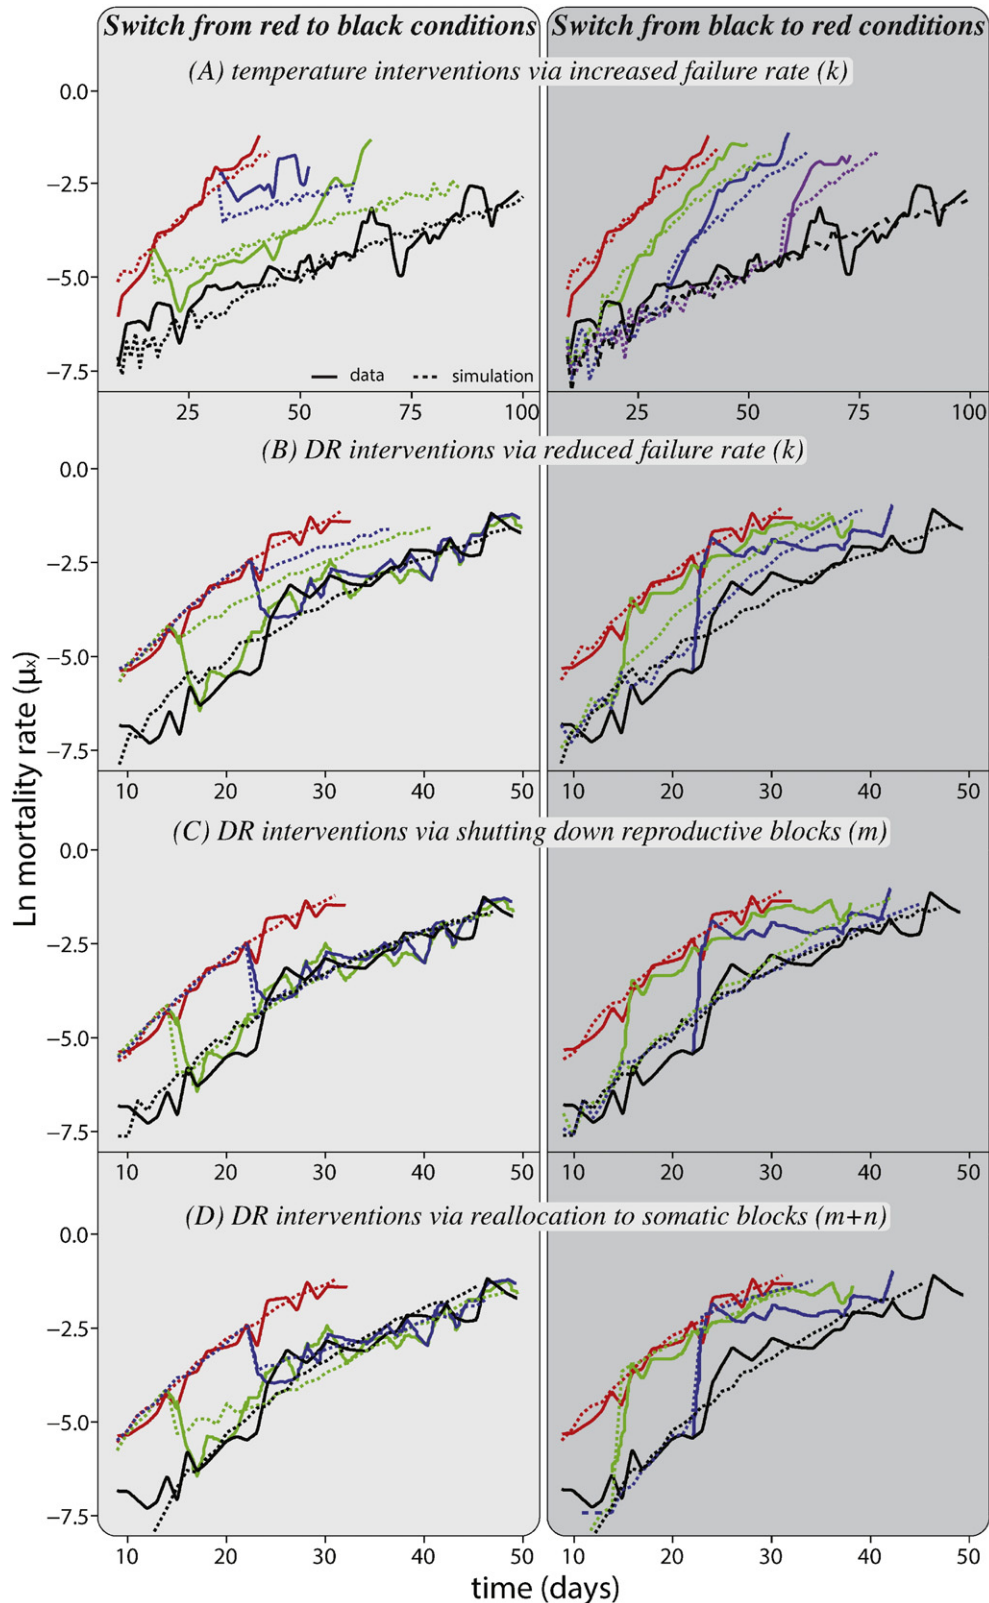 Switch from red to black conditions
Switch from black to red conditions
(A) temperature interventions via increased failure rate (k)
0.0
−2.5
−5.0
−7.5
data
simulation
25 50 75 100
25 50 75 100
(B) DR interventions via reduced failure rate (k)
0.0
−2.5
−5.0
−7.5
10 20 30 40 50
10 20 30 40 50
(C) DR interventions via shutting down reproductive blocks (m)
0.0
−2.5
−5.0
−7.5
10 20 30 40 50
10 20 30 40 50
(D) DR interventions via reallocation to somatic blocks (m+n)
0.0
−2.5
−5.0
−7.5
10 20 30 40 50
10 20 30 40 50
Ln mortality rate (μx)
time (days)